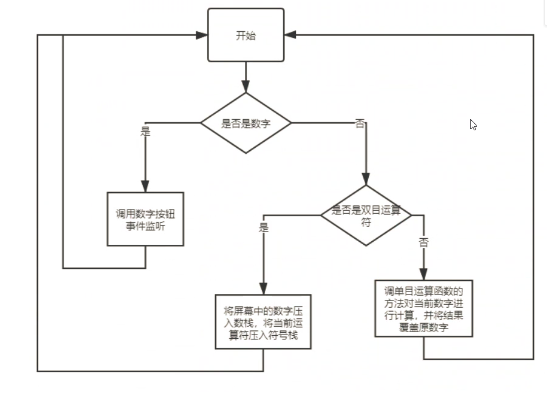 开始
是否是数字
是
否
调用数字按钮
事件监听
是否是双目运算
符
是
否
将屏幕中的数字压
入数栈，将当前运
算符压入符号栈
调单目运算函数的
方法对当前数字进
行计算，并将结果
覆盖原数字